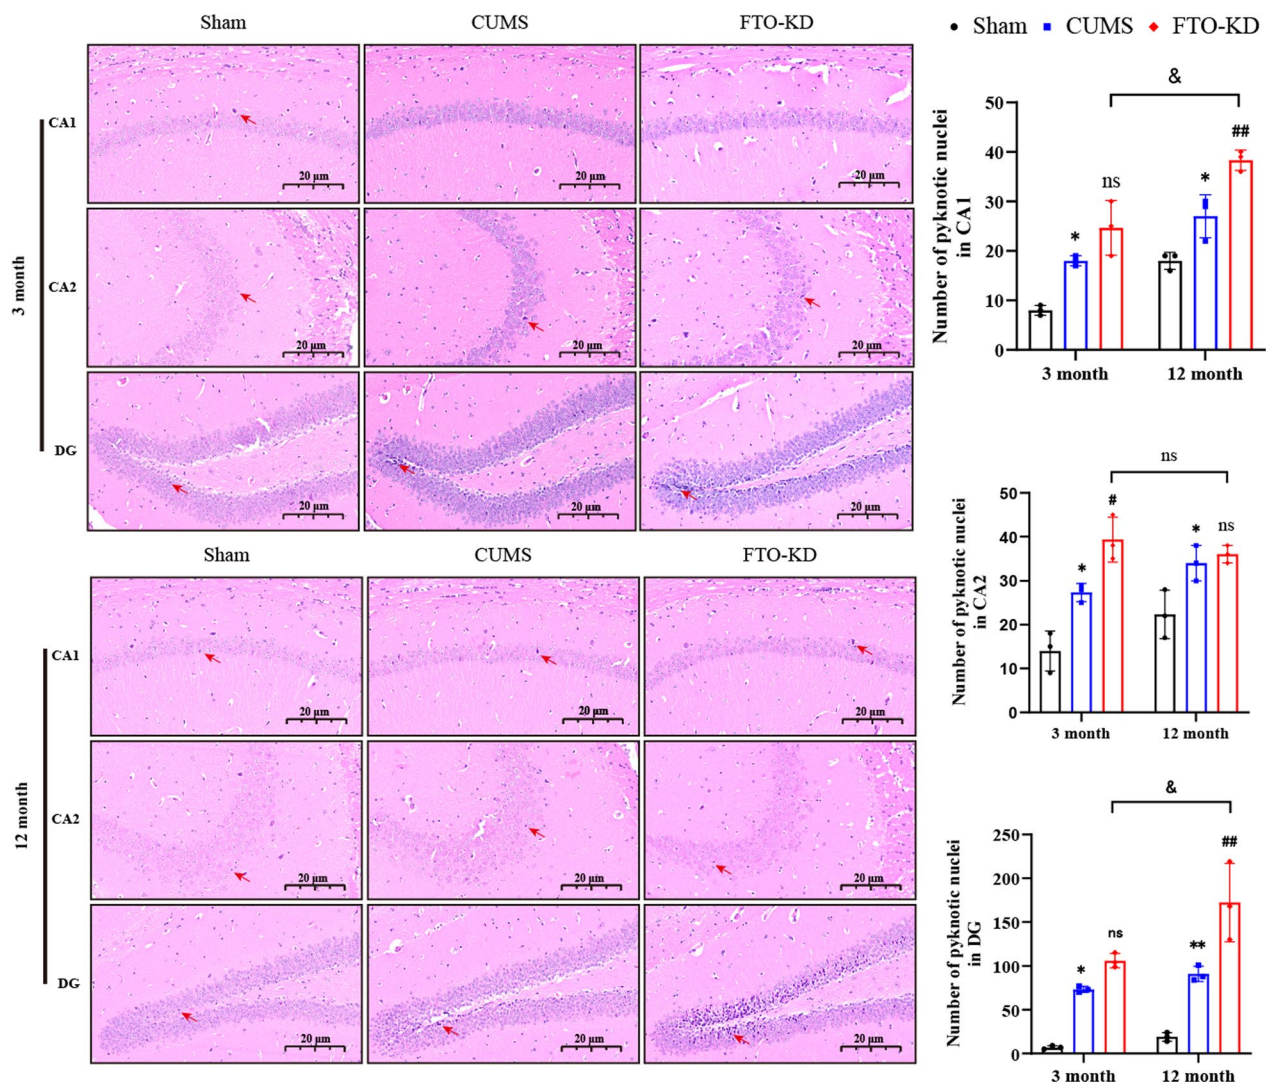 Sham CUMS FTO-KD
3 month
CA1
20 µm 20 µm 20 µm
CA2
20 µm 20 µm 20 µm
DG
20 µm 20 µm 20 µm
Sham CUMS FTO-KD
12 month
CA1
20 µm 20 µm 20 µm
CA2
20 µm 20 µm 20 µm
DG
20 µm 20 µm 20 µm
Sham CUMS FTO-KD
&
Number of pyknotic nuclei
in CA1
50
40
30
20
10
0
* ns * ##
3 month 12 month
ns
Number of pyknotic nuclei
in CA2
50
40
30
20
10
0
* # * ns
3 month 12 month
&
Number of pyknotic nuclei
in DG
250
200
150
100
50
0
* ns ** ##
3 month 12 month